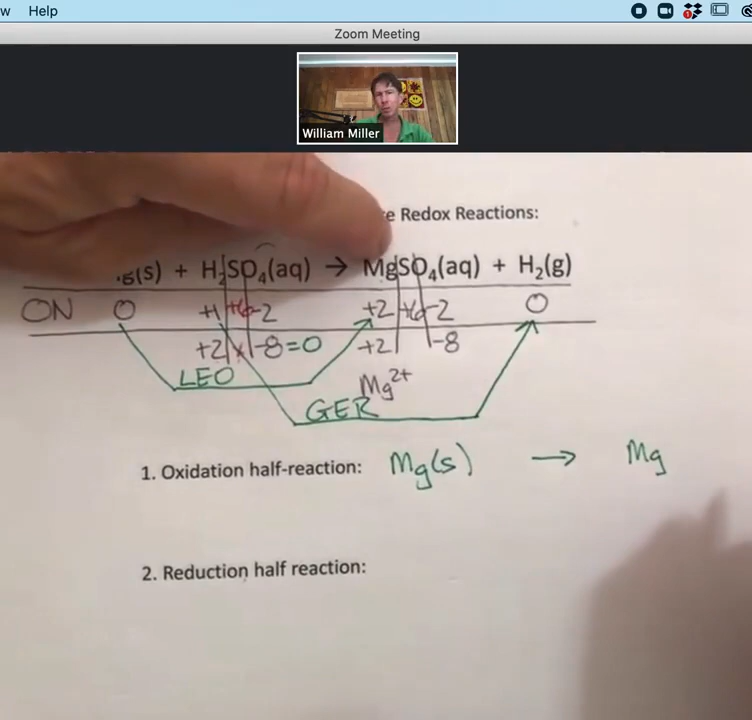 w Help
Zoom Meeting
William Miller
e Redox Reactions:
g(s) + H₂SO₄(aq) → MgSO₄(aq) + H₂(g)
ON 0 +1 +6 -2 +2 +6 -2 0
+2 x -8=0 +2 -8
LEO Mg²⁺
GER
1. Oxidation half-reaction: Mg(s) → Mg
2. Reduction half reaction: